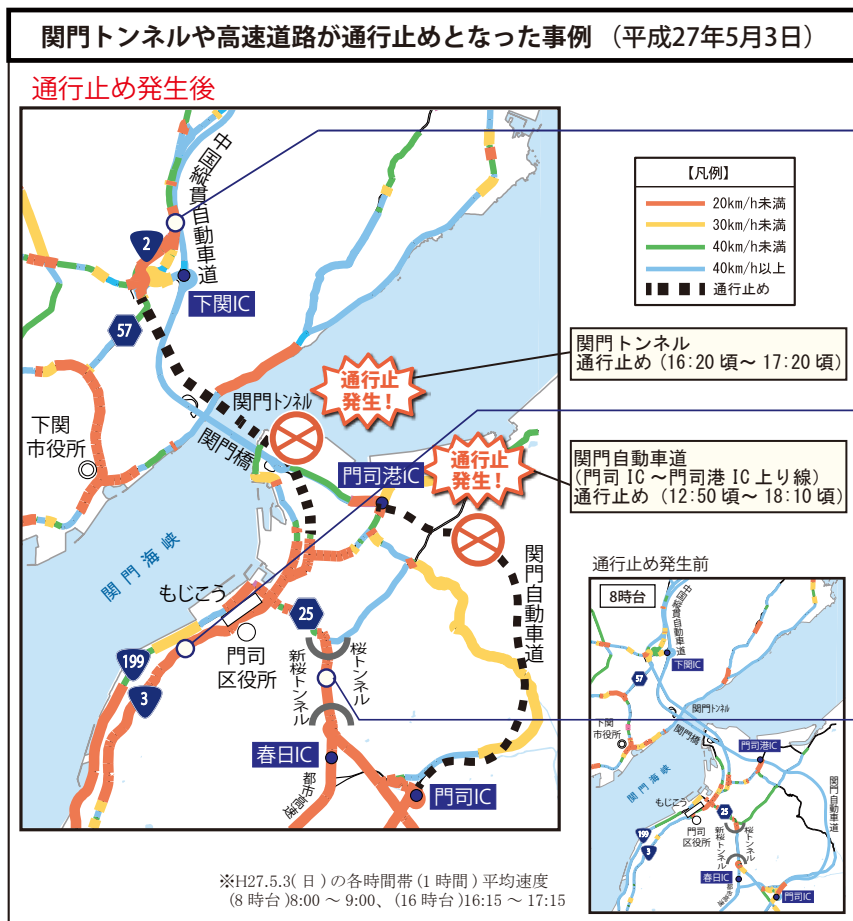 関門トンネルや高速道路が通行止めとなった事例 （平成27年5月3日）
通行止め発生後
中国縦貫自動車道
2
下関IC
57
下関
市役所
関門トンネル
関門橋
通行止
発生！
門司港IC
通行止
発生！
関門海峡
もじこう
25
門司
区役所
199
3
新桜トンネル
桜トンネル
関門自動車道
春日IC
都市高速
門司IC
【凡例】
20km/h未満
30km/h未満
40km/h未満
40km/h以上
通行止め
関門トンネル
通行止め（16:20 頃～ 17:20 頃）
関門自動車道
(門司 IC ～門司港 IC 上り線)
通行止め（12:50 頃～ 18:10 頃）
通行止め発生前
8時台
中国縦貫自動車道
下関IC
57
関門トンネル
下関
市役所
関門橋
門司港IC
関門海峡
もじこう
25
関門自動車道
199
門司
区役所
3
新桜トンネル
桜トンネル
春日IC
都市高速
門司IC
※H27.5.3(日)の各時間帯(1時間)平均速度
(8時台)8:00 ～ 9:00、(16時台)16:15 ～ 17:15